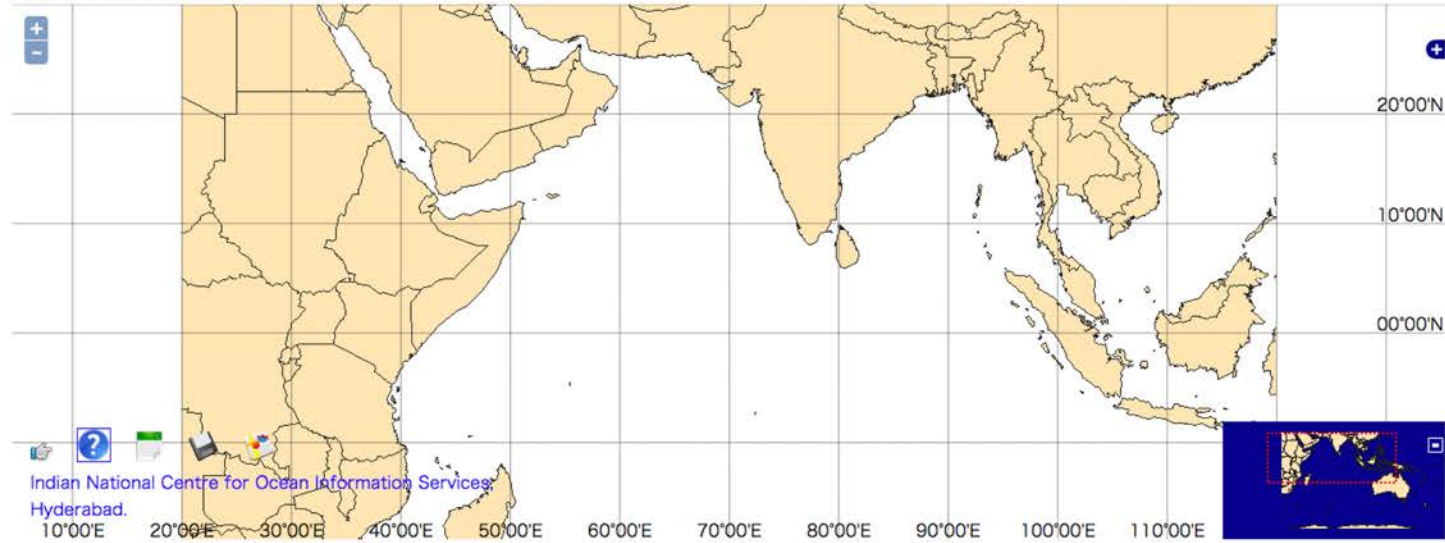 +
-
+
20°00'N
10°00'N
00°00'N
?
-
Indian National Centre for Ocean Information Services,
Hyderabad.
10°00'E 20°00'E 30°00'E 40°00'E 50°00'E 60°00'E 70°00'E 80°00'E 90°00'E 100°00'E 110°00'E